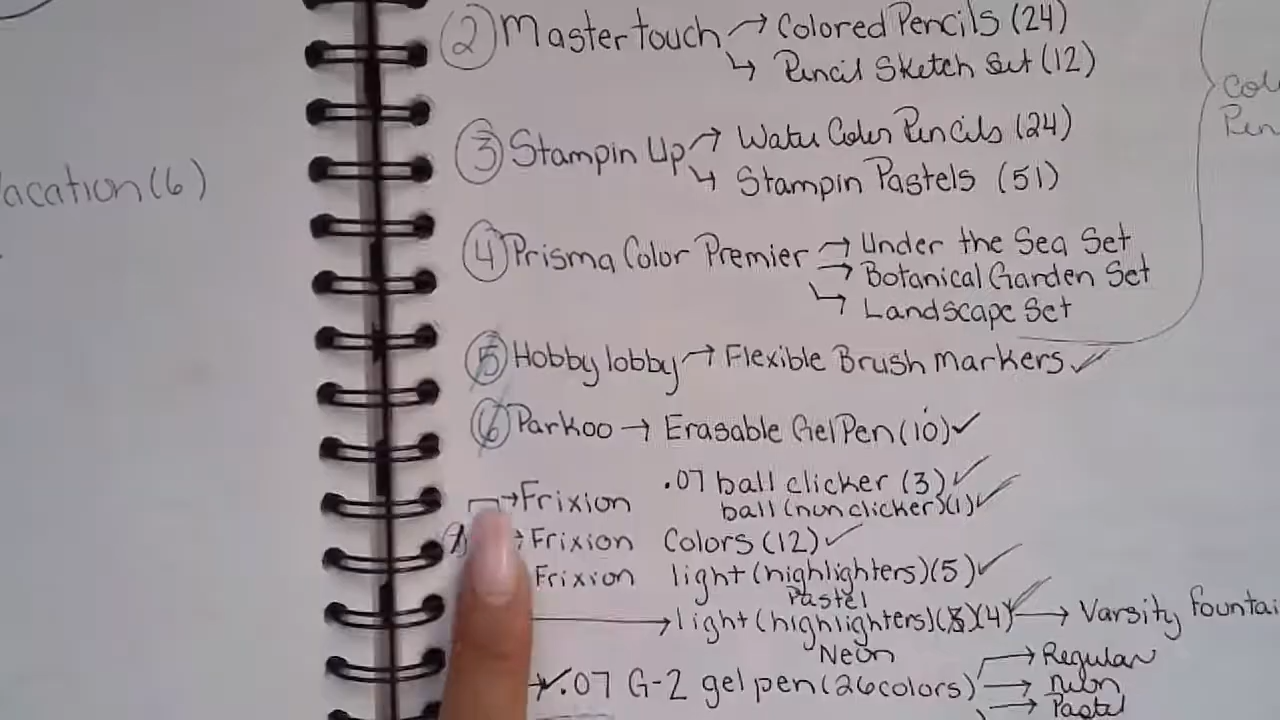 ② Mastertouch → Colored Pencils (24)
↳ Pencil Sketch Set (12)
Col
Pen
③ Stampin Up → Water Color Pencils (24)
↳ Stampin Pastels (51)
acation (6)
④ Prisma Color Premier → Under the Sea Set
→ Botanical Garden Set
↳ Landscape Set
⑤ Hobby lobby → Flexible Brush markers ✓
⑥ Parkoo → Erasable Gel Pen (10) ✓
→ Frixion .07 ball clicker (3) ✓
ball (nonclicker) (1) ✓
→ Frixion Colors (12) ✓
Frixion light (highlighters) (5) ✓
Pastel
→ light (highlighters) (4) ✓ → Varsity Fountai
Neon
.07 G-2 gel pen (26 colors) → Regular
→ neon
→ Pastel